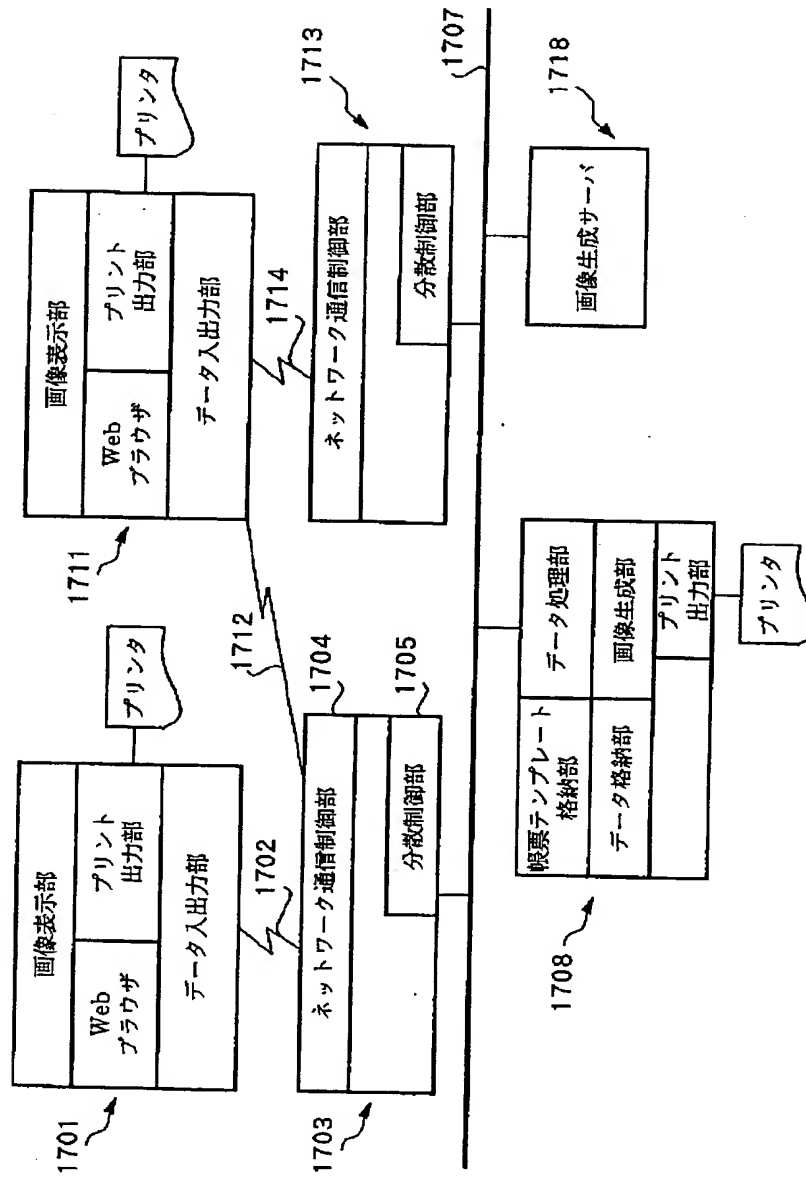 画像表示部
Web
ブラウザ
プリント
出力部
データ入出力部
プリンタ
1701
1702
ネットワーク通信制御部
分散制御部
1703
1704
1705
1712
画像表示部
Web
ブラウザ
プリント
出力部
データ入出力部
プリンタ
1711
1714
ネットワーク通信制御部
分散制御部
1713
1707
帳票テンプレート
格納部
データ処理部
データ格納部
画像生成部
プリント
出力部
プリンタ
1708
画像生成サーバ
1718